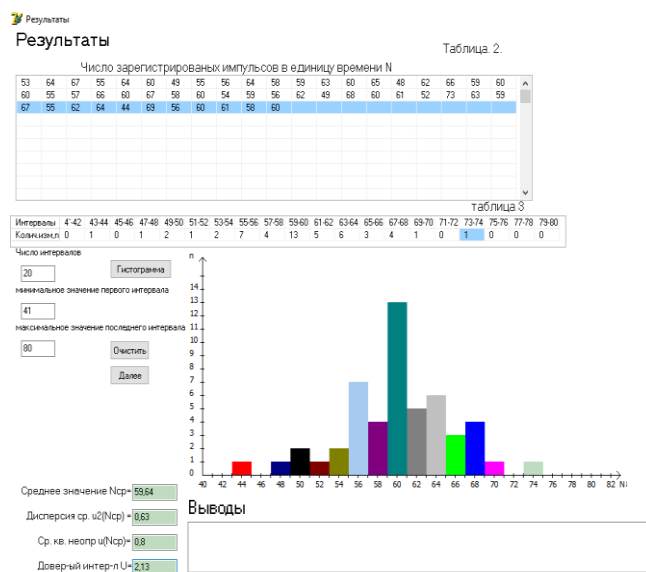 Результаты
Результаты
Таблица. 2.
Число зарегистрированых импульсов в единицу времени N
53 64 67 55 64 60 49 55 56 64 58 59 63 60 65 48 62 66 59 60
60 55 57 66 60 67 58 60 54 59 56 62 49 68 60 61 52 73 63 59
67 55 62 64 44 69 56 60 61 58 60
таблица 3
Интервалы 41-42 43-44 45-46 47-48 49-50 51-52 53-54 55-56 57-58 59-60 61-62 63-64 65-66 67-68 69-70 71-72 73-74 75-76 77-78 79-80
Колич.изм,n 0 1 0 1 2 1 2 7 4 13 5 6 3 4 1 0 1 0 0 0
Число интервалов
20
Гистограмма
минимальное значение первого интервала
41
максимальное значение последнего интервала
80
Очистить
Далее
n
14
13
12
11
10
9
8
7
6
5
4
3
2
1
0
40 42 44 46 48 50 52 54 56 58 60 62 64 66 68 70 72 74 76 78 80 82 Ni
Среднее значение Nср= 59,64
Дисперсия ср. u2(Nср) = 0,63
Ср. кв. неопр u(Nср)= 0,8
Довер-ый интер-л U= 2,13
Выводы